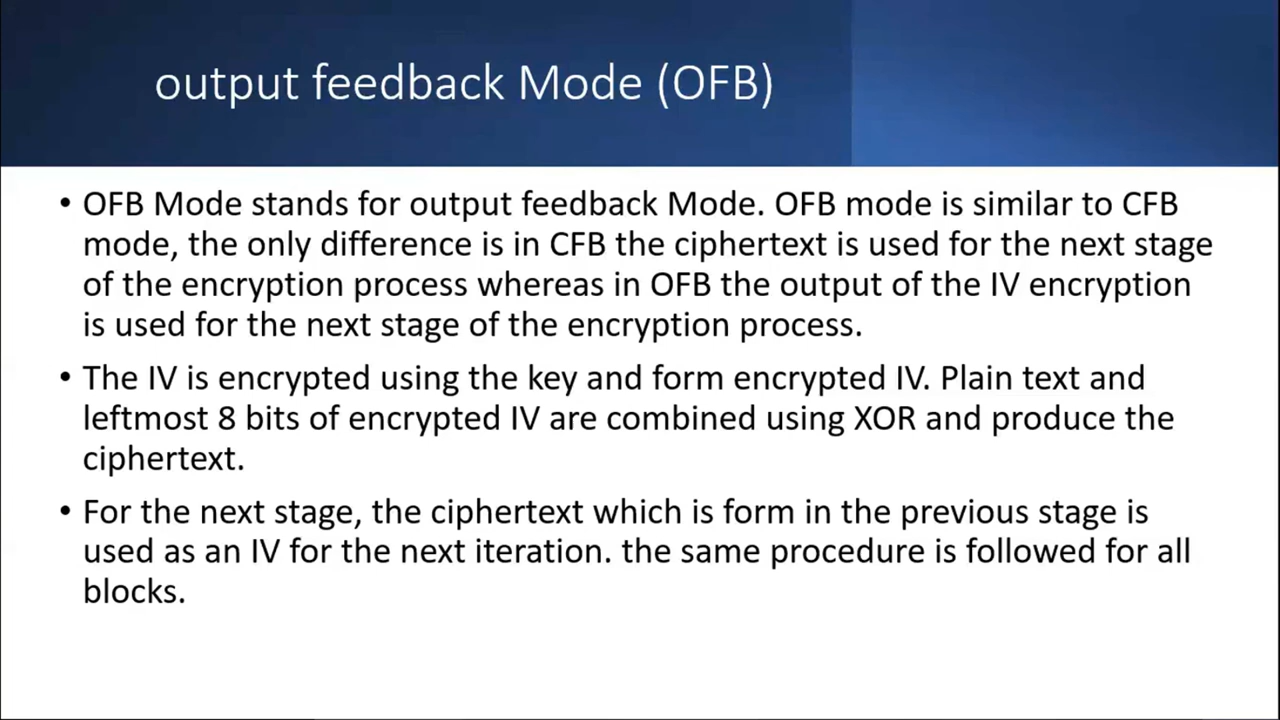 output feedback Mode (OFB)
• OFB Mode stands for output feedback Mode. OFB mode is similar to CFB
mode, the only difference is in CFB the ciphertext is used for the next stage
of the encryption process whereas in OFB the output of the IV encryption
is used for the next stage of the encryption process.
• The IV is encrypted using the key and form encrypted IV. Plain text and
leftmost 8 bits of encrypted IV are combined using XOR and produce the
ciphertext.
• For the next stage, the ciphertext which is form in the previous stage is
used as an IV for the next iteration. the same procedure is followed for all
blocks.